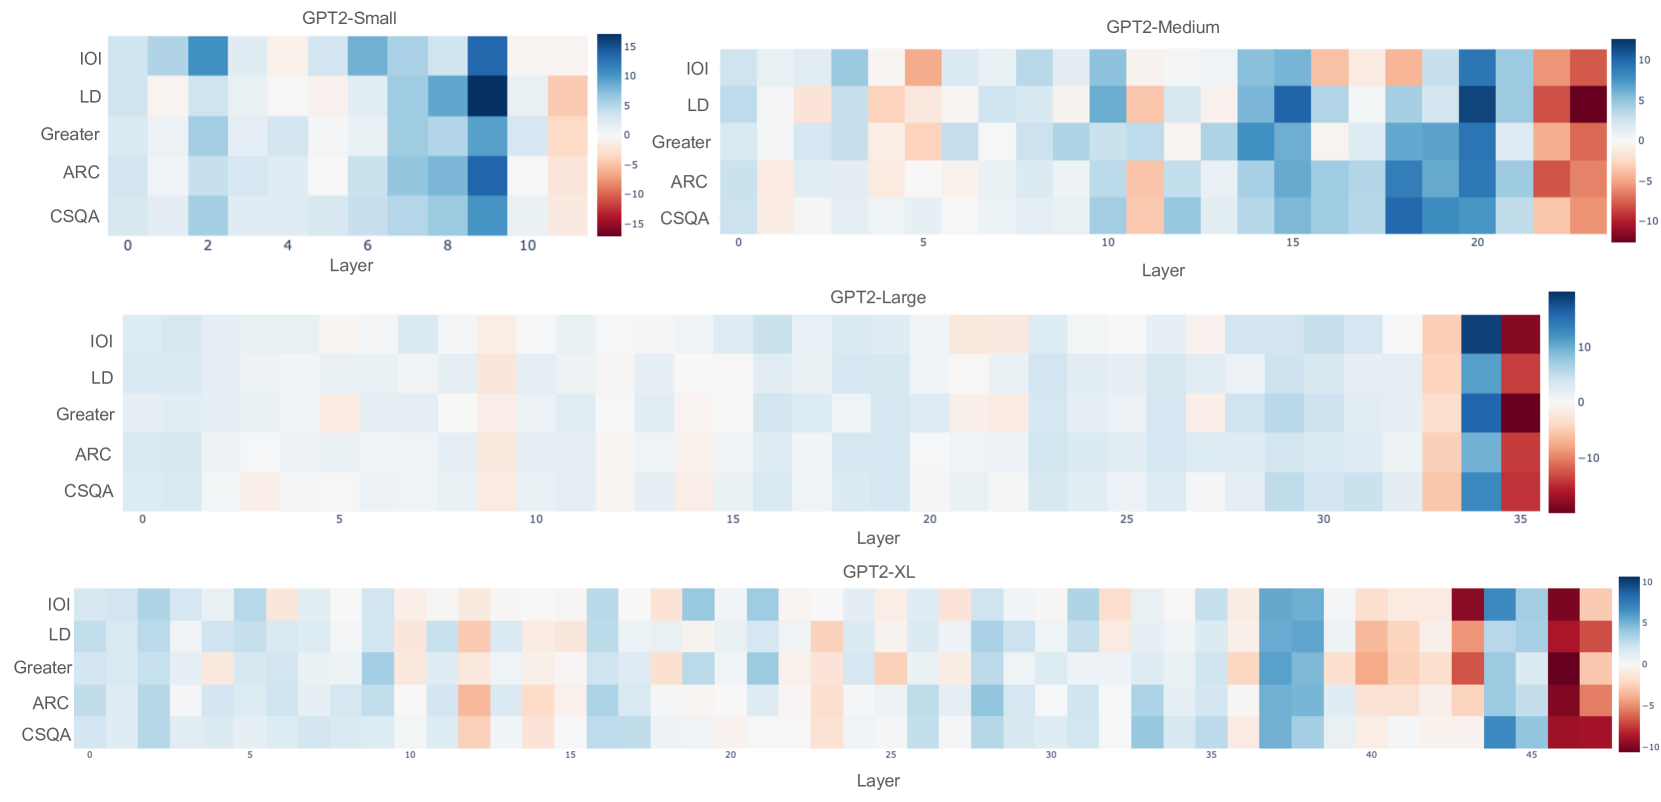 GPT2-Small
IOI
LD
Greater
ARC
CSQA
0 2 4 6 8 10
Layer
15
10
5
0
−5
−10
−15
GPT2-Medium
IOI
LD
Greater
ARC
CSQA
0 5 10 15 20
Layer
10
5
0
−5
−10
GPT2-Large
IOI
LD
Greater
ARC
CSQA
0 5 10 15 20 25 30 35
Layer
10
0
−10
GPT2-XL
IOI
LD
Greater
ARC
CSQA
0 5 10 15 20 25 30 35 40 45
Layer
10
5
0
−5
−10